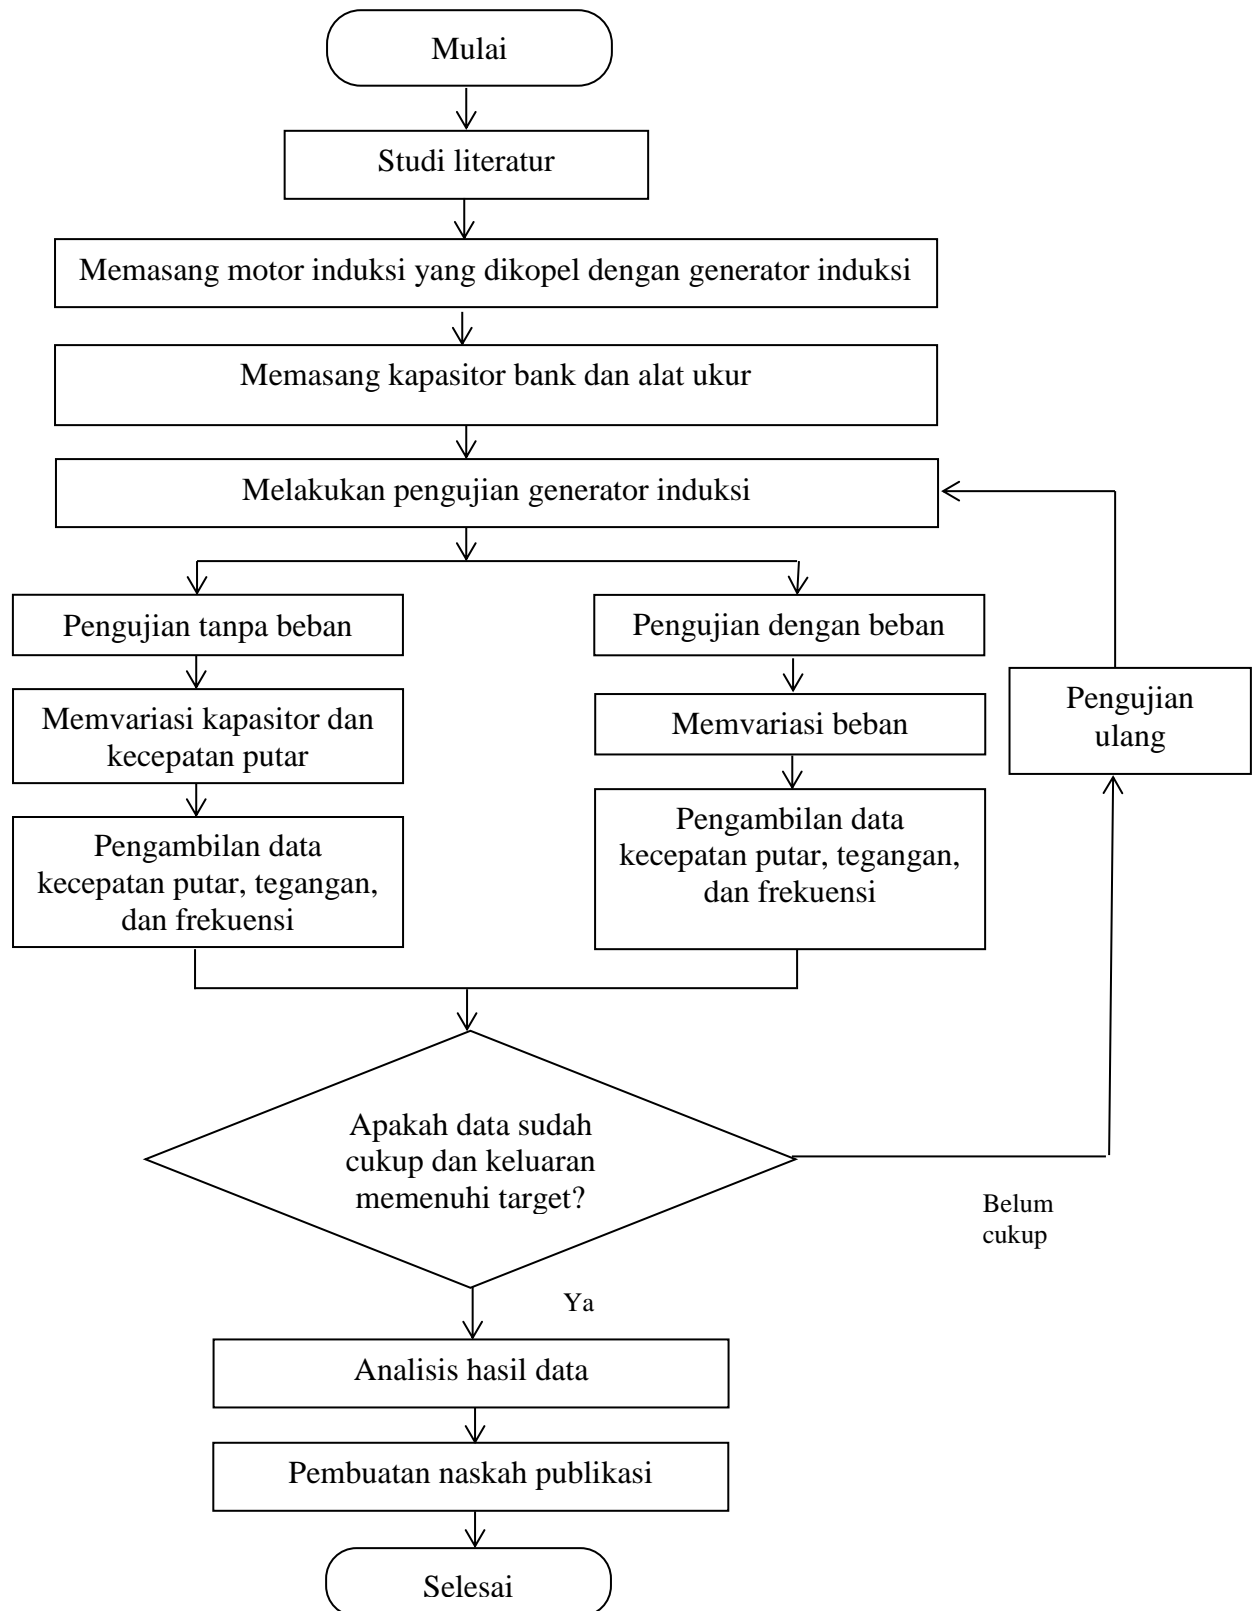 Mulai
Studi literatur
Memasang motor induksi yang dikopel dengan generator induksi
Memasang kapasitor bank dan alat ukur
Melakukan pengujian generator induksi
Pengujian tanpa beban
Memvariasi kapasitor dan
kecepatan putar
Pengambilan data
kecepatan putar, tegangan,
dan frekuensi
Pengujian dengan beban
Memvariasi beban
Pengambilan data
kecepatan putar, tegangan,
dan frekuensi
Pengujian
ulang
Apakah data sudah
cukup dan keluaran
memenuhi target?
Belum
cukup
Ya
Analisis hasil data
Pembuatan naskah publikasi
Selesai